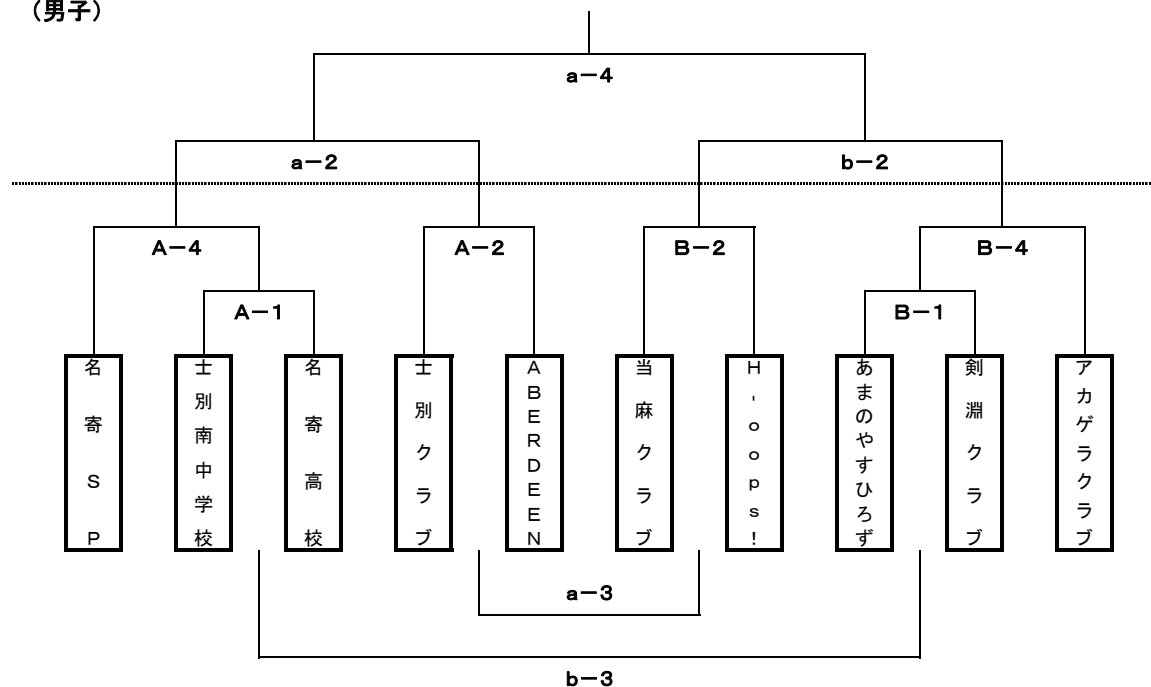 （男子）
a－4
a－2
b－2
A－4
A－2
B－2
B－4
A－1
B－1
名寄SP
士別南中学校
名寄高校
士別クラブ
ABERDEEN
当麻クラブ
H'oops!
あまのやすひろず
剣淵クラブ
アカゲラクラブ
a－3
b－3